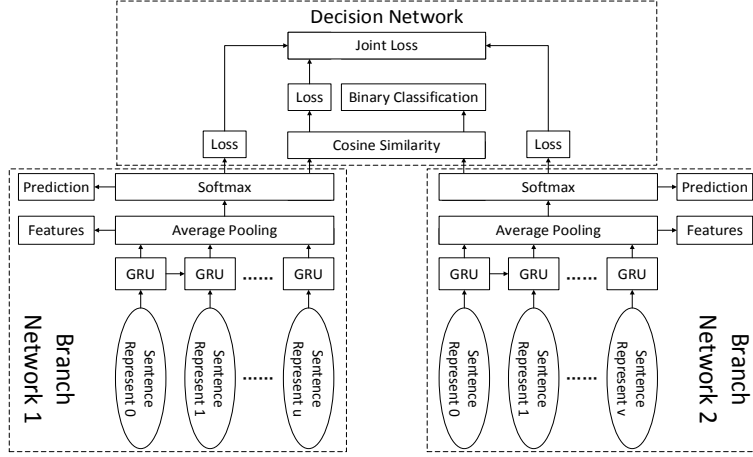 Decision Network
Joint Loss
Loss
Binary Classification
Loss
Cosine Similarity
Loss
Prediction
Softmax
Softmax
Prediction
Features
Average Pooling
Average Pooling
Features
GRU
GRU
......
GRU
GRU
GRU
......
GRU
Branch
Network 1
Sentence
Represent 0
Sentence
Represent 1
......
Sentence
Represent u
Sentence
Represent 0
Sentence
Represent 1
......
Sentence
Represent v
Branch
Network 2